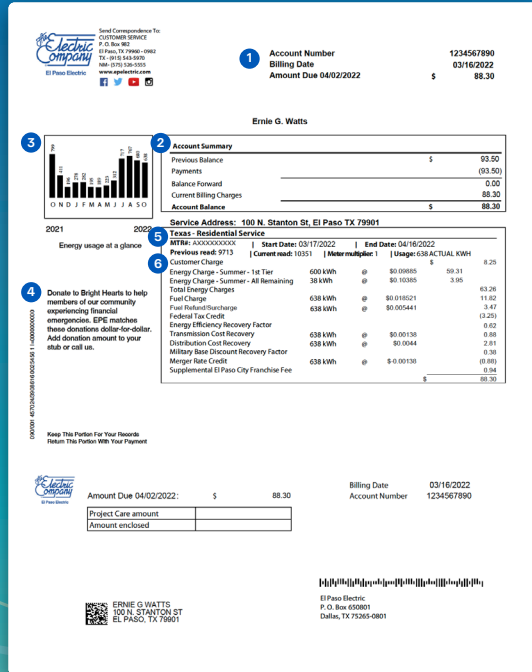 Send Correspondence To:
CUSTOMER SERVICE
P. O. Box 982
El Paso, TX 79960 - 0982
TX - (915) 543-5970
NM- (575) 526-5555
www.epelectric.com
The Electric Company
El Paso Electric
1
Account Number 1234567890
Billing Date 03/16/2022
Amount Due 04/02/2022 $ 88.30
Ernie G. Watts
3
O N D J F M A M J J A S O
2021 2022
Energy usage at a glance
2
Account Summary
Previous Balance $ 93.50
Payments (93.50)
Balance Forward 0.00
Current Billing Charges 88.30
Account Balance $ 88.30
Service Address: 100 N. Stanton St, El Paso TX 79901
5
Texas - Residential Service
MTR#: AXXXXXXXXX | Start Date: 03/17/2022 | End Date: 04/16/2022
Previous read: 9713 | Current read: 10351 | Meter multiplier: 1 | Usage: 638 ACTUAL KWH
6
Customer Charge $ 8.25
Energy Charge - Summer - 1st Tier 600 kWh @ $0.09885 59.31
Energy Charge - Summer - All Remaining 38 kWh @ $0.10385 3.95
Total Energy Charges 63.26
Fuel Charge 638 kWh @ $0.018521 11.82
Fuel Refund/Surcharge 638 kWh @ $0.005441 3.47
Federal Tax Credit (3.25)
Energy Efficiency Recovery Factor 0.62
Transmission Cost Recovery 638 kWh @ $0.00138 0.88
Distribution Cost Recovery 638 kWh @ $0.0044 2.81
Military Base Discount Recovery Factor 0.38
Merger Rate Credit 638 kWh @ $-0.00138 (0.88)
Supplemental El Paso City Franchise Fee 0.94
$ 88.30
4
Donate to Bright Hearts to help
members of our community
experiencing financial
emergencies. EPE matches
these donations dollar-for-dollar.
Add donation amount to your
stub or call us.
Keep This Portion For Your Records
Return This Portion With Your Payment
The Electric Company
El Paso Electric
Amount Due 04/02/2022: $ 88.30
Billing Date 03/16/2022
Account Number 1234567890
Project Care amount
Amount enclosed
ERNIE G WATTS
100 N. STANTON ST
EL PASO, TX 79901
El Paso Electric
P. O. Box 650801
Dallas, TX 75265-0801